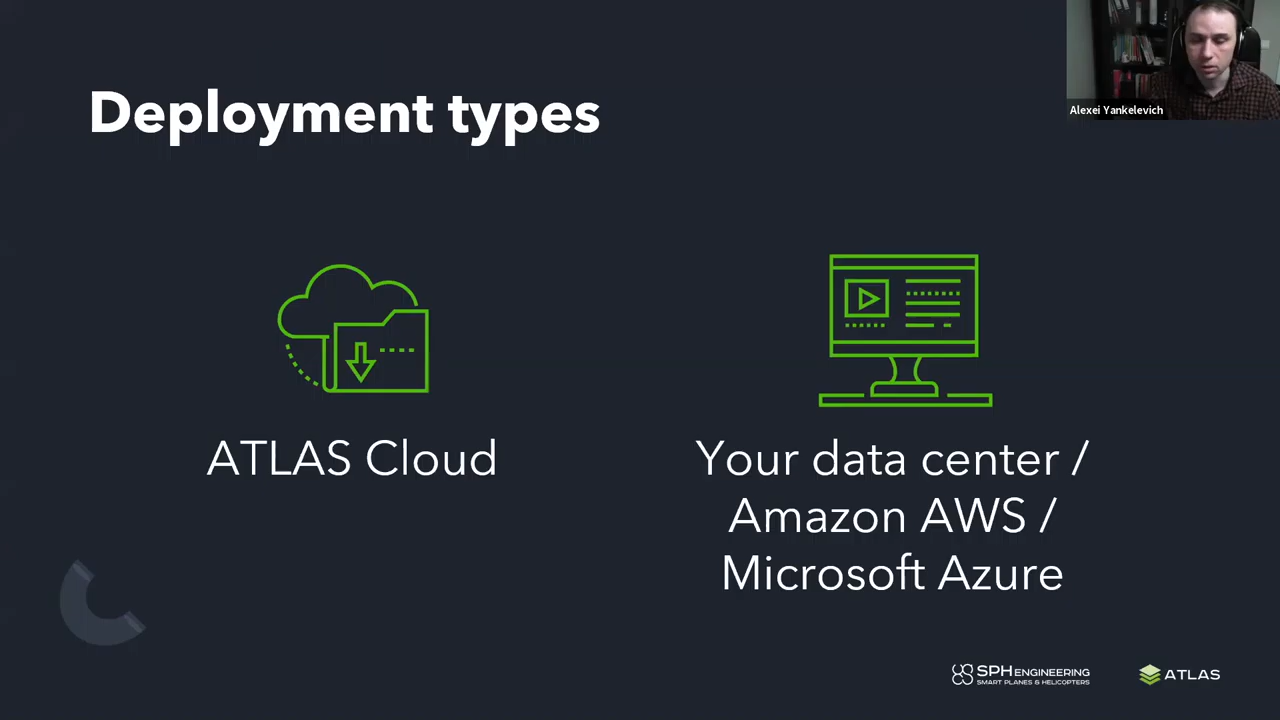 Deployment types
Alexei Yankelevich
ATLAS Cloud
Your data center /
Amazon AWS /
Microsoft Azure
SPH ENGINEERING
SMART PLANES & HELICOPTERS
ATLAS